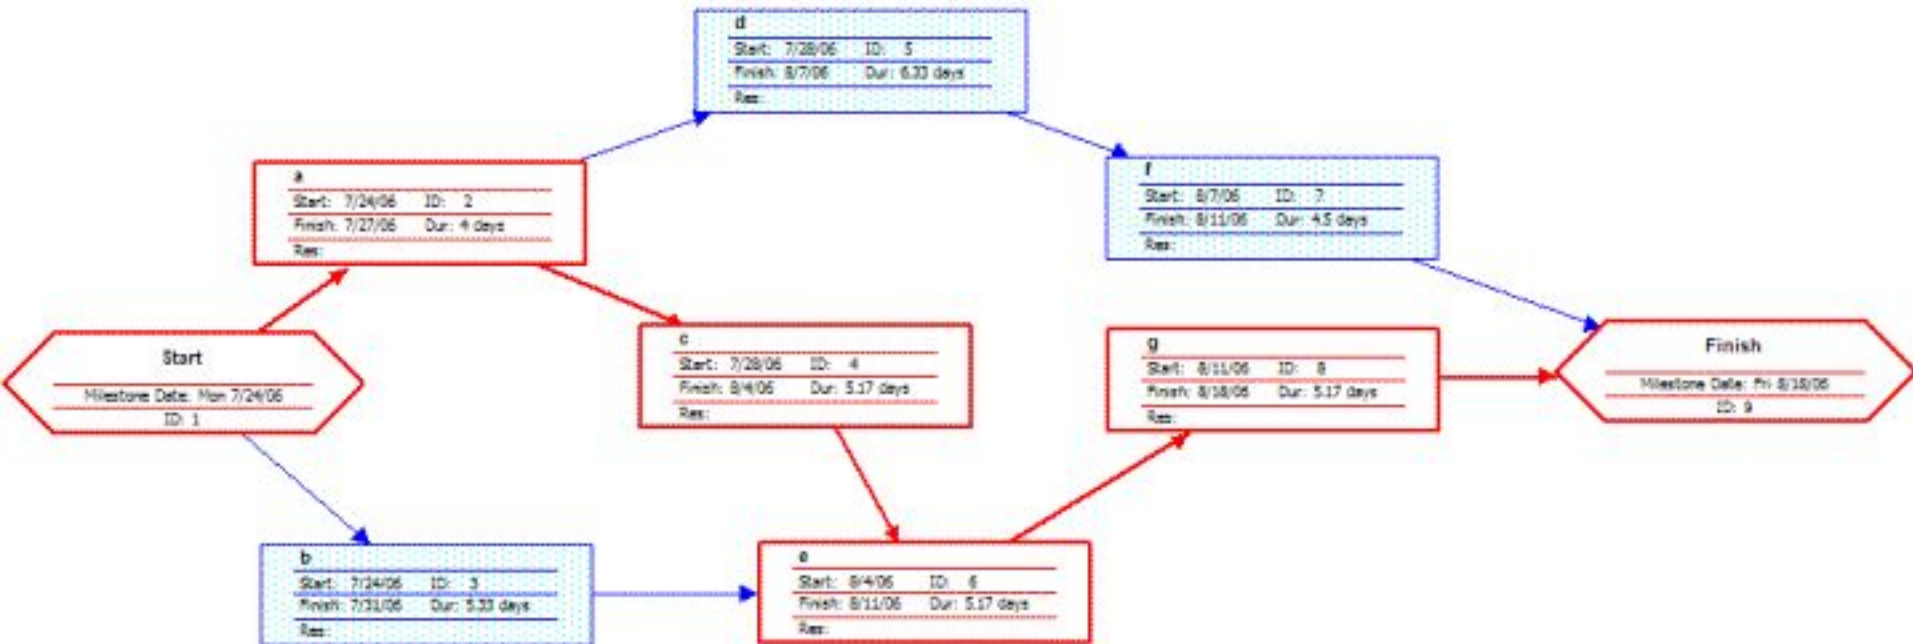 d
Start: 7/28/06 ID: 5
Finish: 8/7/06 Dur: 6.33 days
Res:
a
Start: 7/24/06 ID: 2
Finish: 7/27/06 Dur: 4 days
Res:
f
Start: 8/7/06 ID: 7
Finish: 8/11/06 Dur: 4.5 days
Res:
Start
Milestone Date: Mon 7/24/06
ID: 1
c
Start: 7/28/06 ID: 4
Finish: 8/4/06 Dur: 5.17 days
Res:
g
Start: 8/11/06 ID: 8
Finish: 8/18/06 Dur: 5.17 days
Res:
Finish
Milestone Date: Fri 8/18/06
ID: 9
b
Start: 7/24/06 ID: 3
Finish: 7/31/06 Dur: 5.33 days
Res:
e
Start: 8/4/06 ID: 6
Finish: 8/11/06 Dur: 5.17 days
Res: